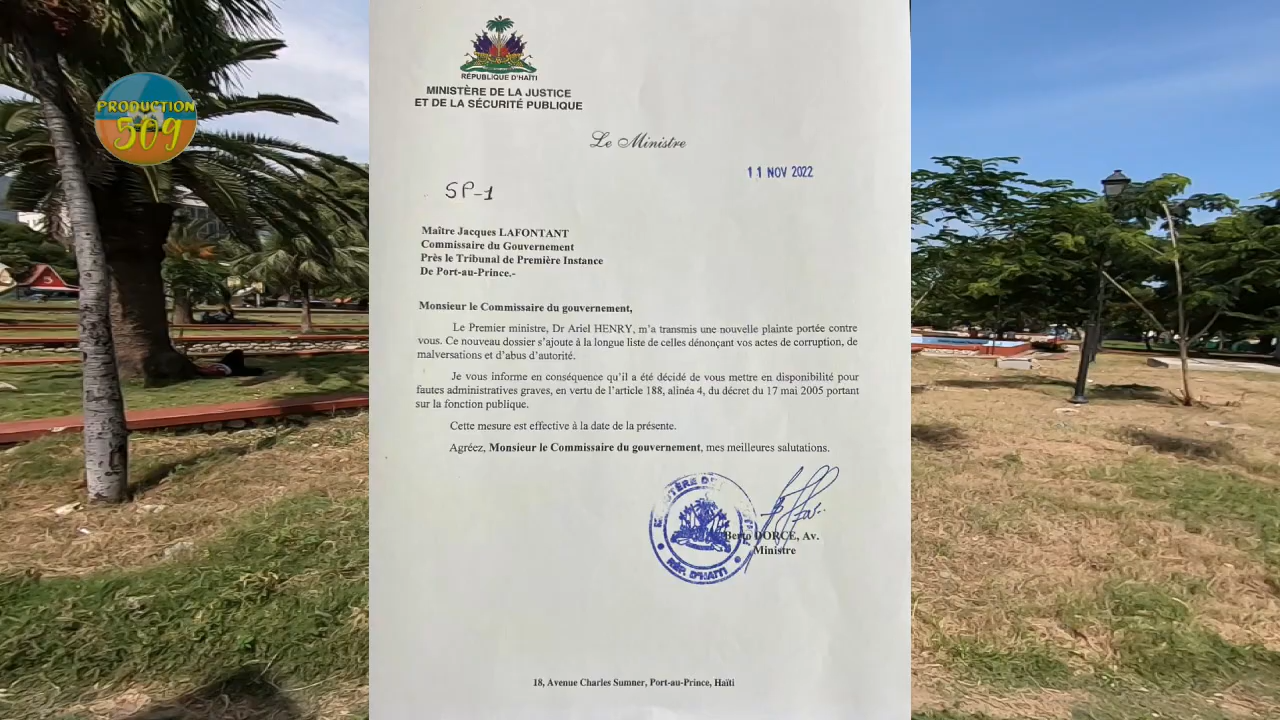 PRODUCTION
509
RÉPUBLIQUE D'HAÏTI
MINISTÈRE DE LA JUSTICE
ET DE LA SÉCURITÉ PUBLIQUE
Le Ministre
11 NOV 2022
SP-1
Maître Jacques LAFONTANT
Commissaire du Gouvernement
Près le Tribunal de Première Instance
De Port-au-Prince.-
Monsieur le Commissaire du gouvernement,
Le Premier ministre, Dr Ariel HENRY, m'a transmis une nouvelle plainte portée contre
vous. Ce nouveau dossier s'ajoute à la longue liste de celles dénonçant vos actes de corruption, de
malversations et d'abus d'autorité.
Je vous informe en conséquence qu'il a été décidé de vous mettre en disponibilité pour
fautes administratives graves, en vertu de l'article 188, alinéa 4, du décret du 17 mai 2005 portant
sur la fonction publique.
Cette mesure est effective à la date de la présente.
Agréez, Monsieur le Commissaire du gouvernement, mes meilleures salutations.
RÉP. D'HAITI
Berto DORCÉ, Av.
Ministre
18, Avenue Charles Sumner, Port-au-Prince, Haïti